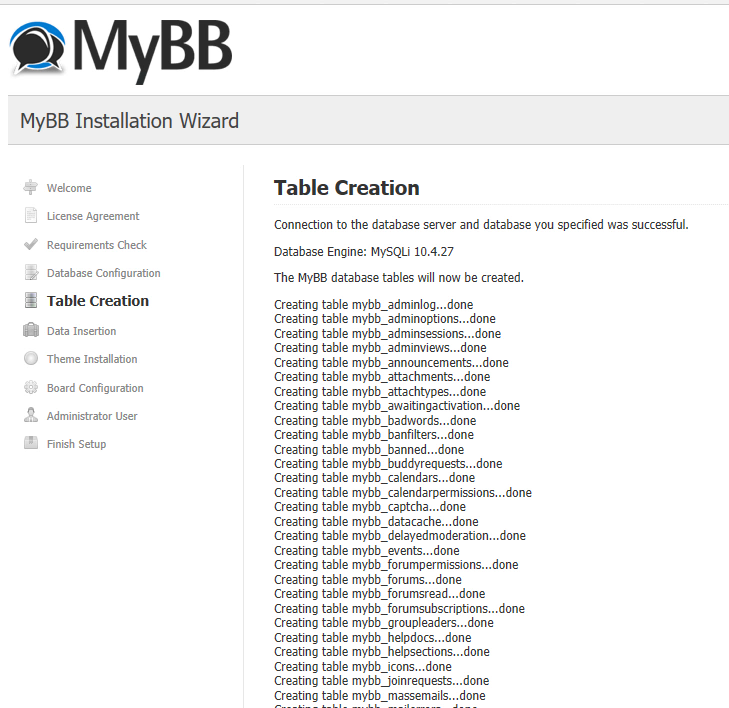 MyBB
MyBB Installation Wizard
Welcome
License Agreement
Requirements Check
Database Configuration
Table Creation
Data Insertion
Theme Installation
Board Configuration
Administrator User
Finish Setup
Table Creation
Connection to the database server and database you specified was successful.
Database Engine: MySQLi 10.4.27
The MyBB database tables will now be created.
Creating table mybb_adminlog...done
Creating table mybb_adminoptions...done
Creating table mybb_adminsessions...done
Creating table mybb_adminviews...done
Creating table mybb_announcements...done
Creating table mybb_attachments...done
Creating table mybb_attachtypes...done
Creating table mybb_awaitingactivation...done
Creating table mybb_badwords...done
Creating table mybb_banfilters...done
Creating table mybb_banned...done
Creating table mybb_buddyrequests...done
Creating table mybb_calendars...done
Creating table mybb_calendarpermissions...done
Creating table mybb_captcha...done
Creating table mybb_datacache...done
Creating table mybb_delayedmoderation...done
Creating table mybb_events...done
Creating table mybb_forumpermissions...done
Creating table mybb_forums...done
Creating table mybb_forumsread...done
Creating table mybb_forumsubscriptions...done
Creating table mybb_groupleaders...done
Creating table mybb_helpdocs...done
Creating table mybb_helpsections...done
Creating table mybb_icons...done
Creating table mybb_joinrequests...done
Creating table mybb_massemails...done
Creating table mybb_mailerrors...done